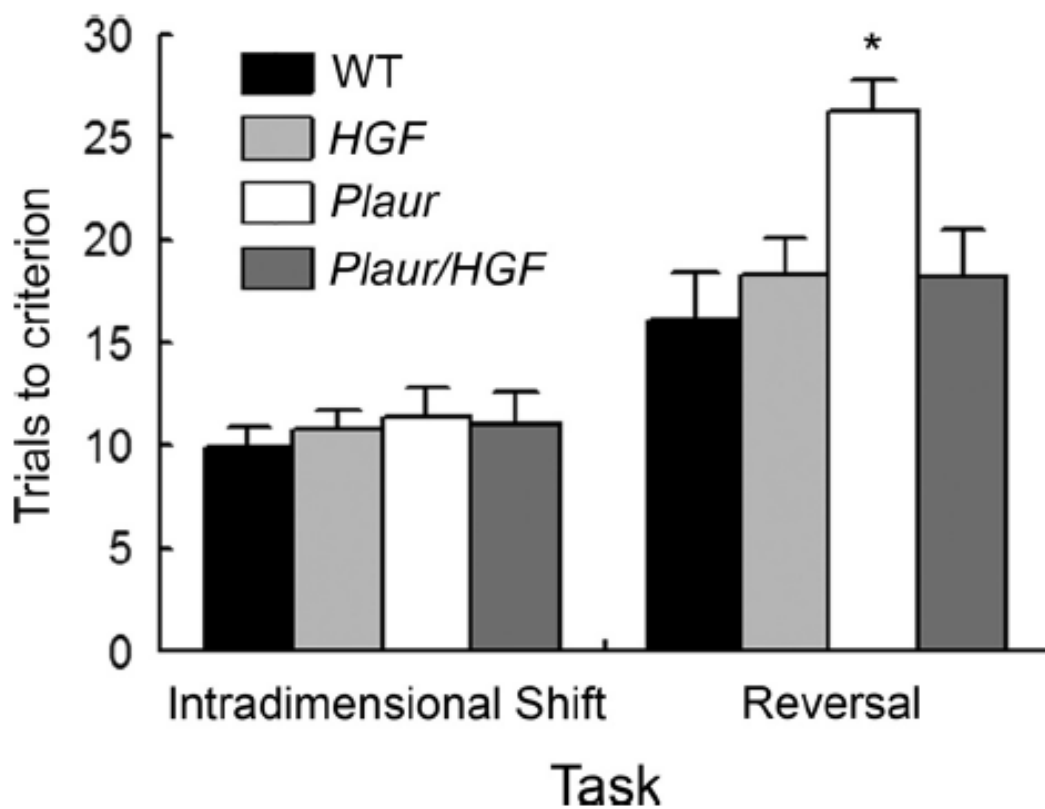 30
25
20
15
10
5
0
Trials to criterion
WT
HGF
Plaur
Plaur/HGF
*
Intradimensional Shift
Reversal
Task